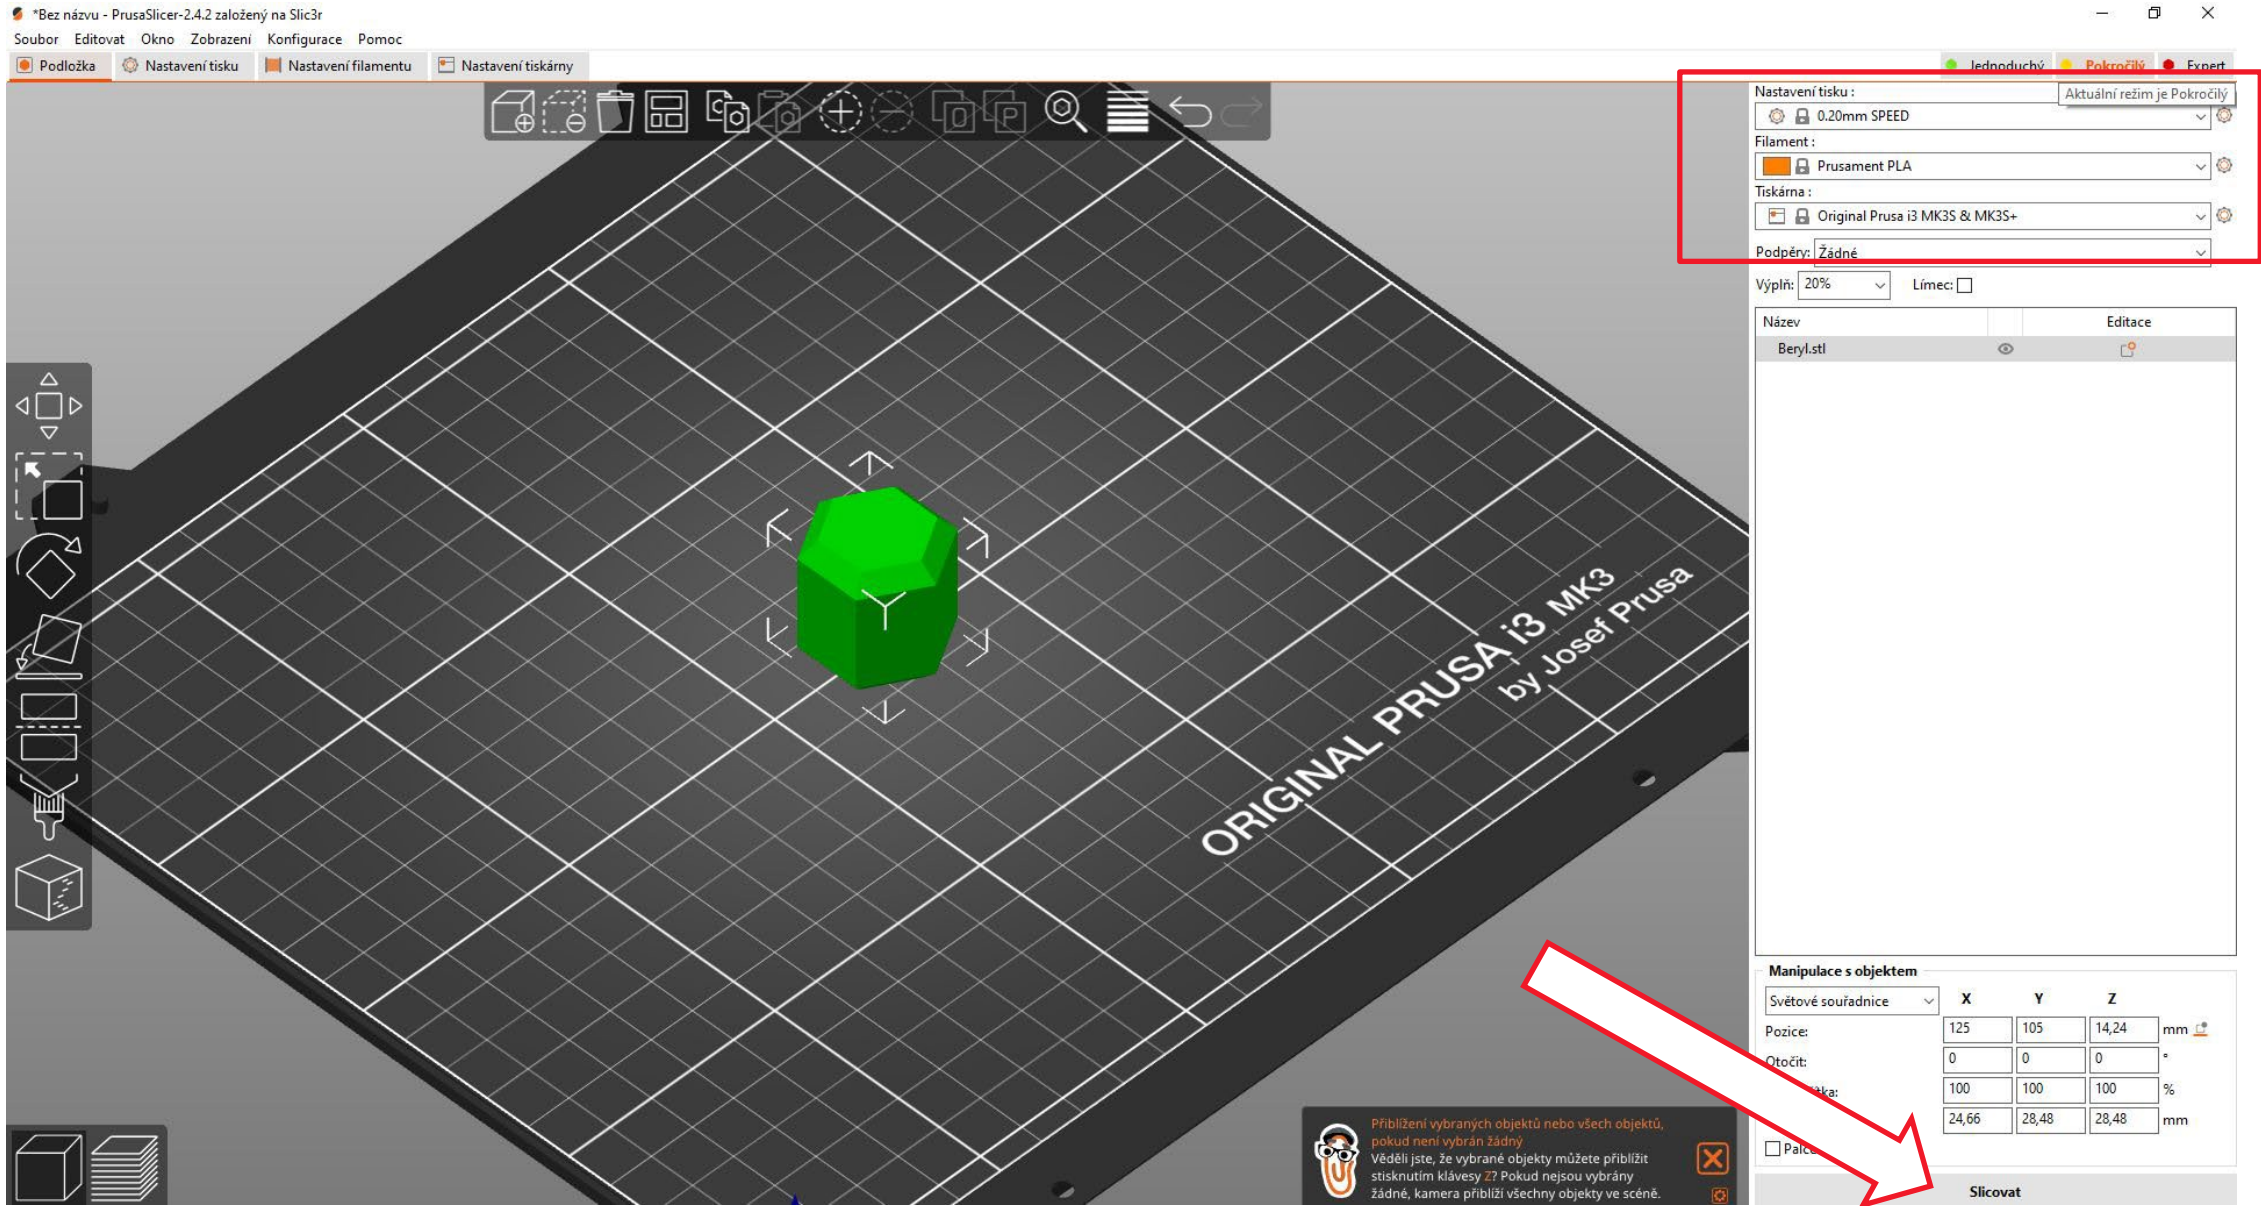 *Bez názvu - PrusaSlicer-2.4.2 založený na Slic3r
Soubor Editovat Okno Zobrazení Konfigurace Pomoc
Podložka Nastavení tisku Nastavení filamentu Nastavení tiskárny Jednoduchý Pokročilý Expert
Nastavení tisku :
Aktuální režim je Pokročilý
0.20mm SPEED
Filament :
Prusament PLA
Tiskárna :
Original Prusa i3 MK3S & MK3S+
Podpěry: Žádné
Výplň: 20% Límec:
Název Editace
Beryl.stl
ORIGINAL PRUSA i3 MK3
by Josef Prusa
Manipulace s objektem
Světové souřadnice X Y Z
Pozice: 125 105 14,24 mm
Otočit: 0 0 0 °
100 100 100 %
24,66 28,48 28,48 mm
Přiblížení vybraných objektů nebo všech objektů,
pokud není vybrán žádný
Věděli jste, že vybrané objekty můžete přiblížit
stisknutím klávesy Z? Pokud nejsou vybrány
žádné, kamera přiblíží všechny objekty ve scéně.
Slicovat